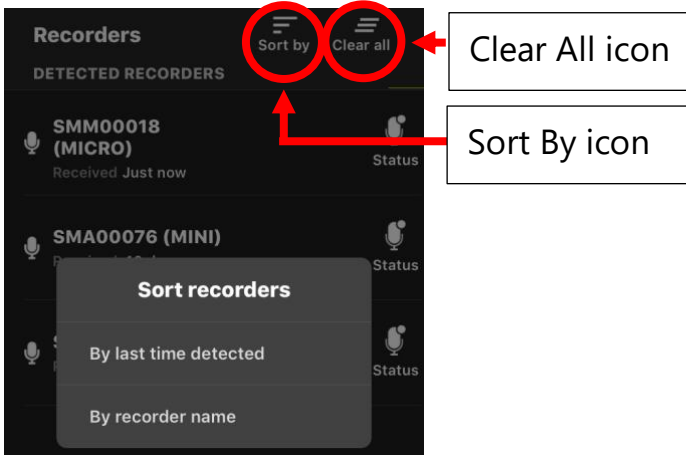 Recorders
Sort by
Clear all
Clear All icon
DETECTED RECORDERS
SMM00018
(MICRO)
Received Just now
Status
Sort By icon
SMA00076 (MINI)
Status
Sort recorders
By last time detected
Status
By recorder name